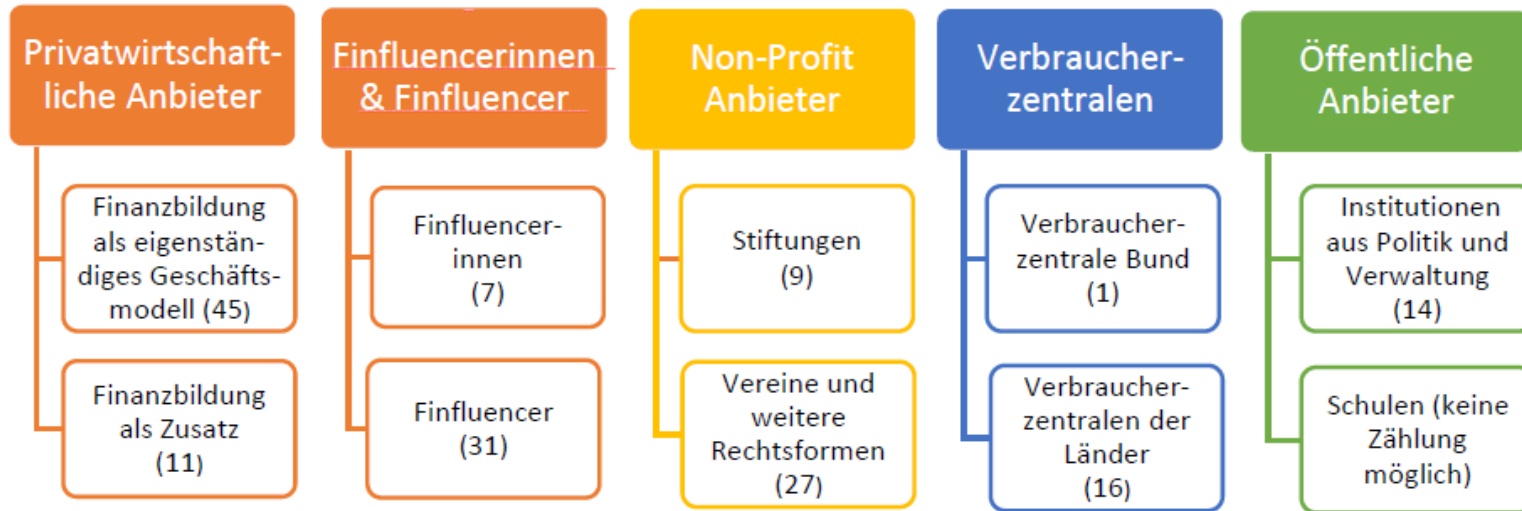 Privatwirtschaft-
liche Anbieter
Finanzbildung
als eigenstän-
diges Geschäfts-
modell (45)
Finanzbildung
als Zusatz
(11)
Finfluencerinnen
& Finfluencer
Finfluencer-
innen
(7)
Finfluencer
(31)
Non-Profit
Anbieter
Stiftungen
(9)
Vereine und
weitere
Rechtsformen
(27)
Verbraucher-
zentralen
Verbraucher-
zentrale Bund
(1)
Verbraucher-
zentralen der
Länder
(16)
Öffentliche
Anbieter
Institutionen
aus Politik und
Verwaltung
(14)
Schulen (keine
Zählung
möglich)